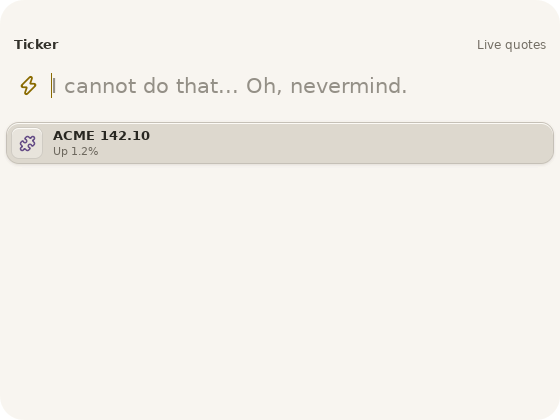 Ticker
Live quotes
I cannot do that... Oh, nevermind.
ACME 142.10
Up 1.2%